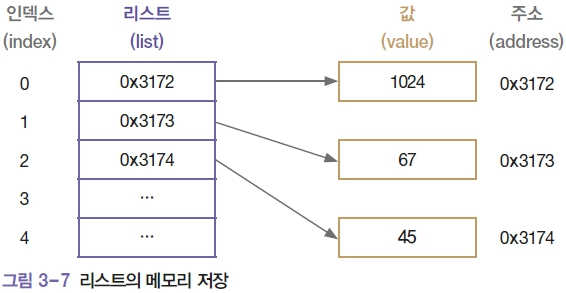 인덱스 리스트 값 주소
(index) (list) (value) (address)
0 0x3172 1024 0x3172
1 0x3173
2 0x3174 67 0x3173
3 ...
4 ... 45 0x3174
그림 3-7 리스트의 메모리 저장